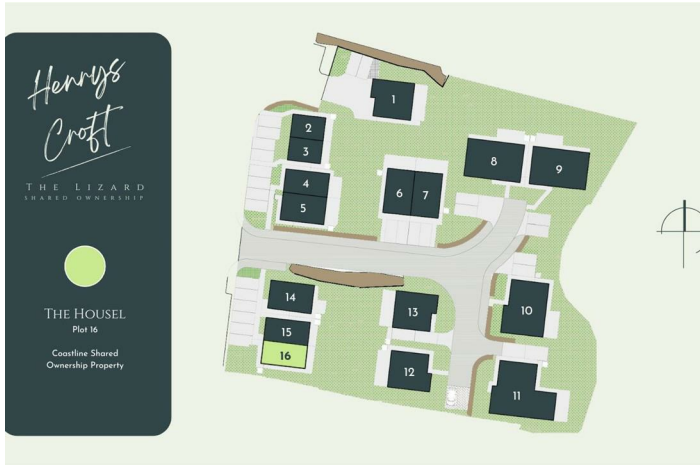 Henrys
Croft
THE LIZARD
SHARED OWNERSHIP
THE HOUSEL
Plot 16
Coastline Shared
Ownership Property
1
2
3
4
5
6
7
8
9
10
11
12
13
14
15
16